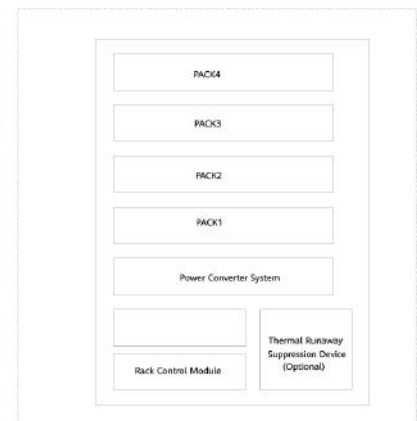 PACK4
PACK3
PACK2
PACK1
Power Converter System
Thermal Runaway
Suppression Device
(Optional)
Rack Control Module